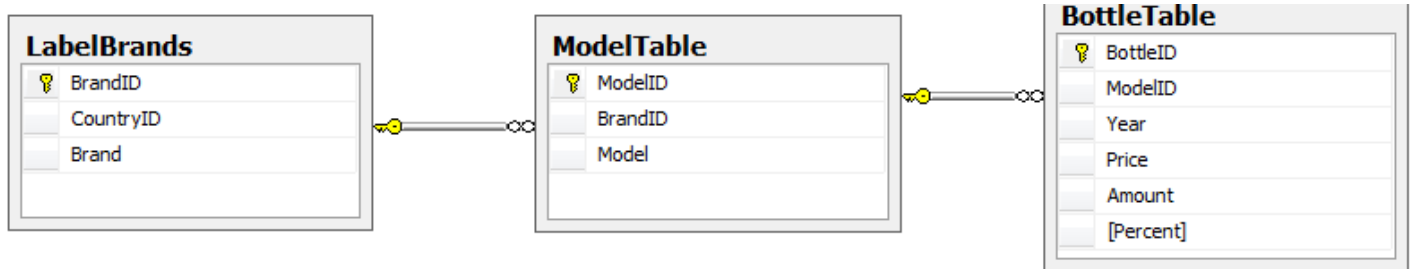 LabelBrands
BrandID
CountryID
Brand
ModelTable
ModelID
BrandID
Model
BottleTable
BottleID
ModelID
Year
Price
Amount
[Percent]